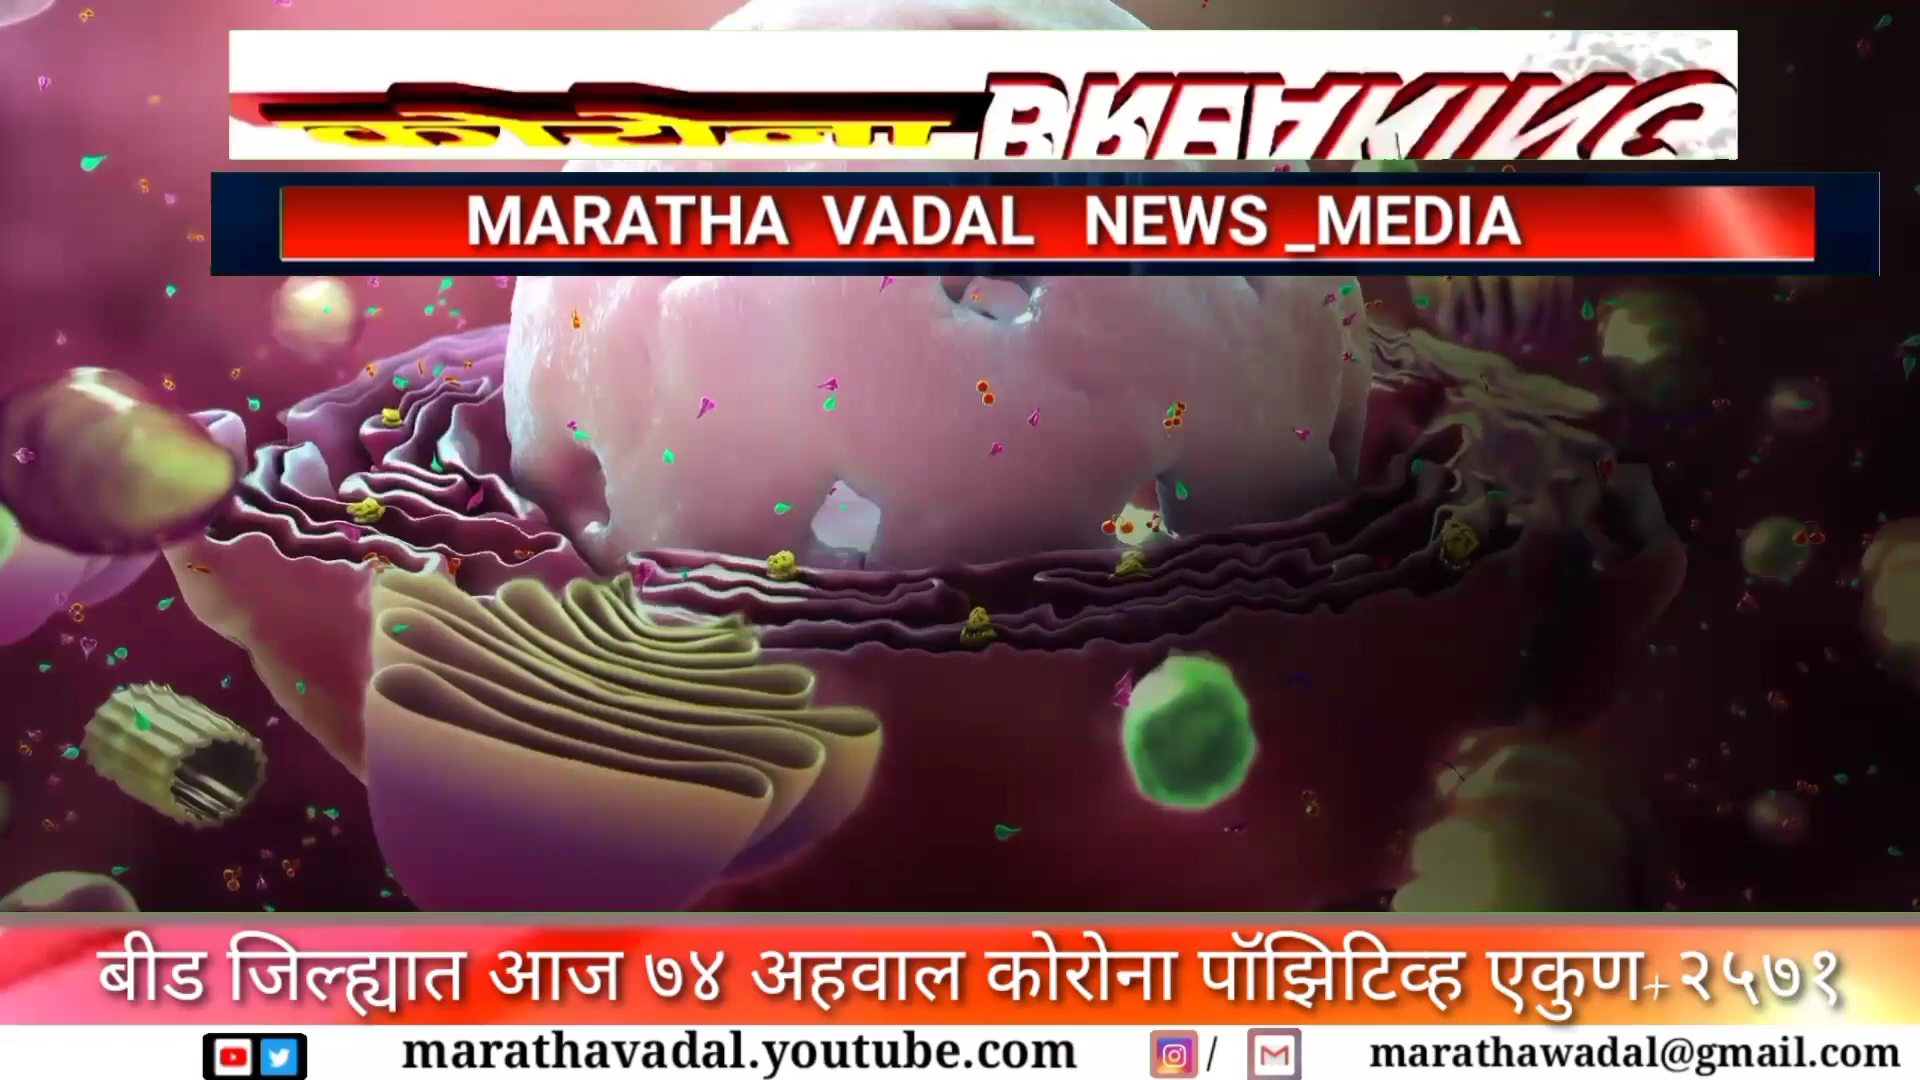 कोरोना BREAKING
MARATHA VADAL NEWS _MEDIA
बीड जिल्ह्यात आज ७४ अहवाल कोरोना पॉझिटिव्ह एकुण+२५७१
marathavadal.youtube.com / marathawadal@gmail.com